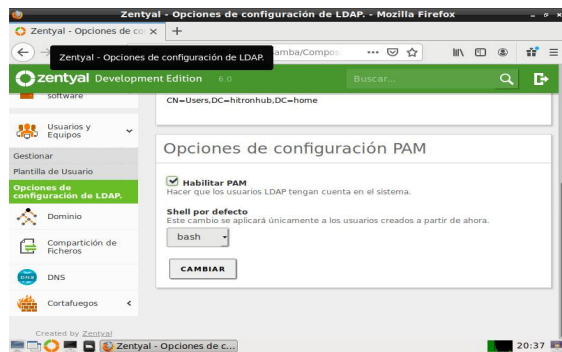 Zentyal - Opciones de configuración de LDAP. - Mozilla Firefox
Zentyal - Opciones de co
Zentyal - Opciones de configuración de LDAP.
amba/Compos
zentyal Development Edition 6.0
Buscar...
software
CN=Users,DC=hitronhub,DC=home
Usuarios y
Equipos
Gestionar
Plantilla de Usuario
Opciones de
configuración de LDAP.
Dominio
Compartición de
Ficheros
DNS
DNS
Cortafuegos
Opciones de configuración PAM
Habilitar PAM
Hacer que los usuarios LDAP tengan cuenta en el sistema.
Shell por defecto
Este cambio se aplicará únicamente a los usuarios creados a partir de ahora.
bash
CAMBIAR
Created by Zentyal
Zentyal - Opciones de c...
20:37